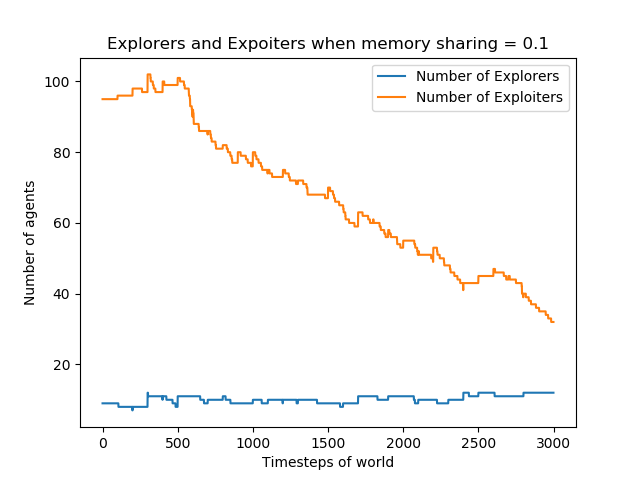 Explorers and Expoiters when memory sharing = 0.1
Number of Explorers
Number of Exploiters
Number of agents
100
80
60
40
20
0
500
1000
1500
2000
2500
3000
Timesteps of world